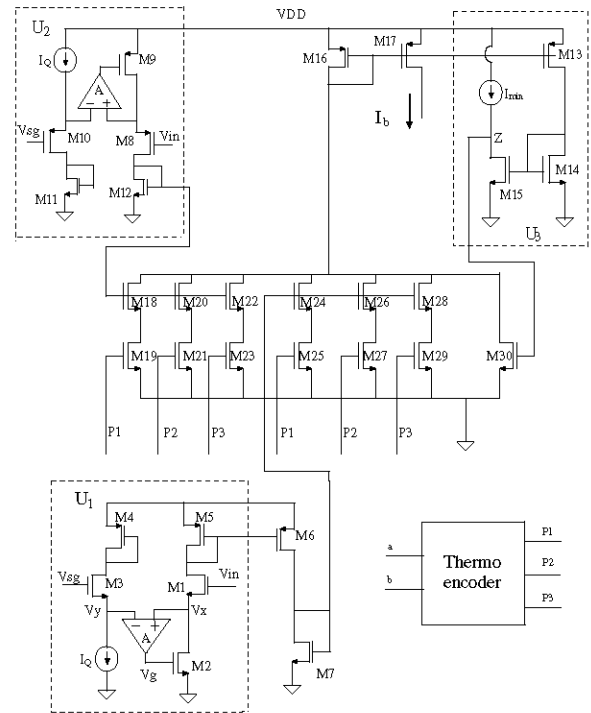 VDD
U2
IQ
M9
A
− +
Vsg
M10
M8
Vin
M11
M12
M16
M17
Ib
M13
Imin
Z
M14
M15
U3
M18
M20
M22
M24
M26
M28
M19
M21
M23
M25
M27
M29
M30
P1
P2
P3
P1
P2
P3
U1
M4
M5
M6
Vsg
M3
M1
Vin
Vy
− +
Vx
A
IQ
Vg
M2
M7
a
b
Thermo
encoder
P1
P2
P3